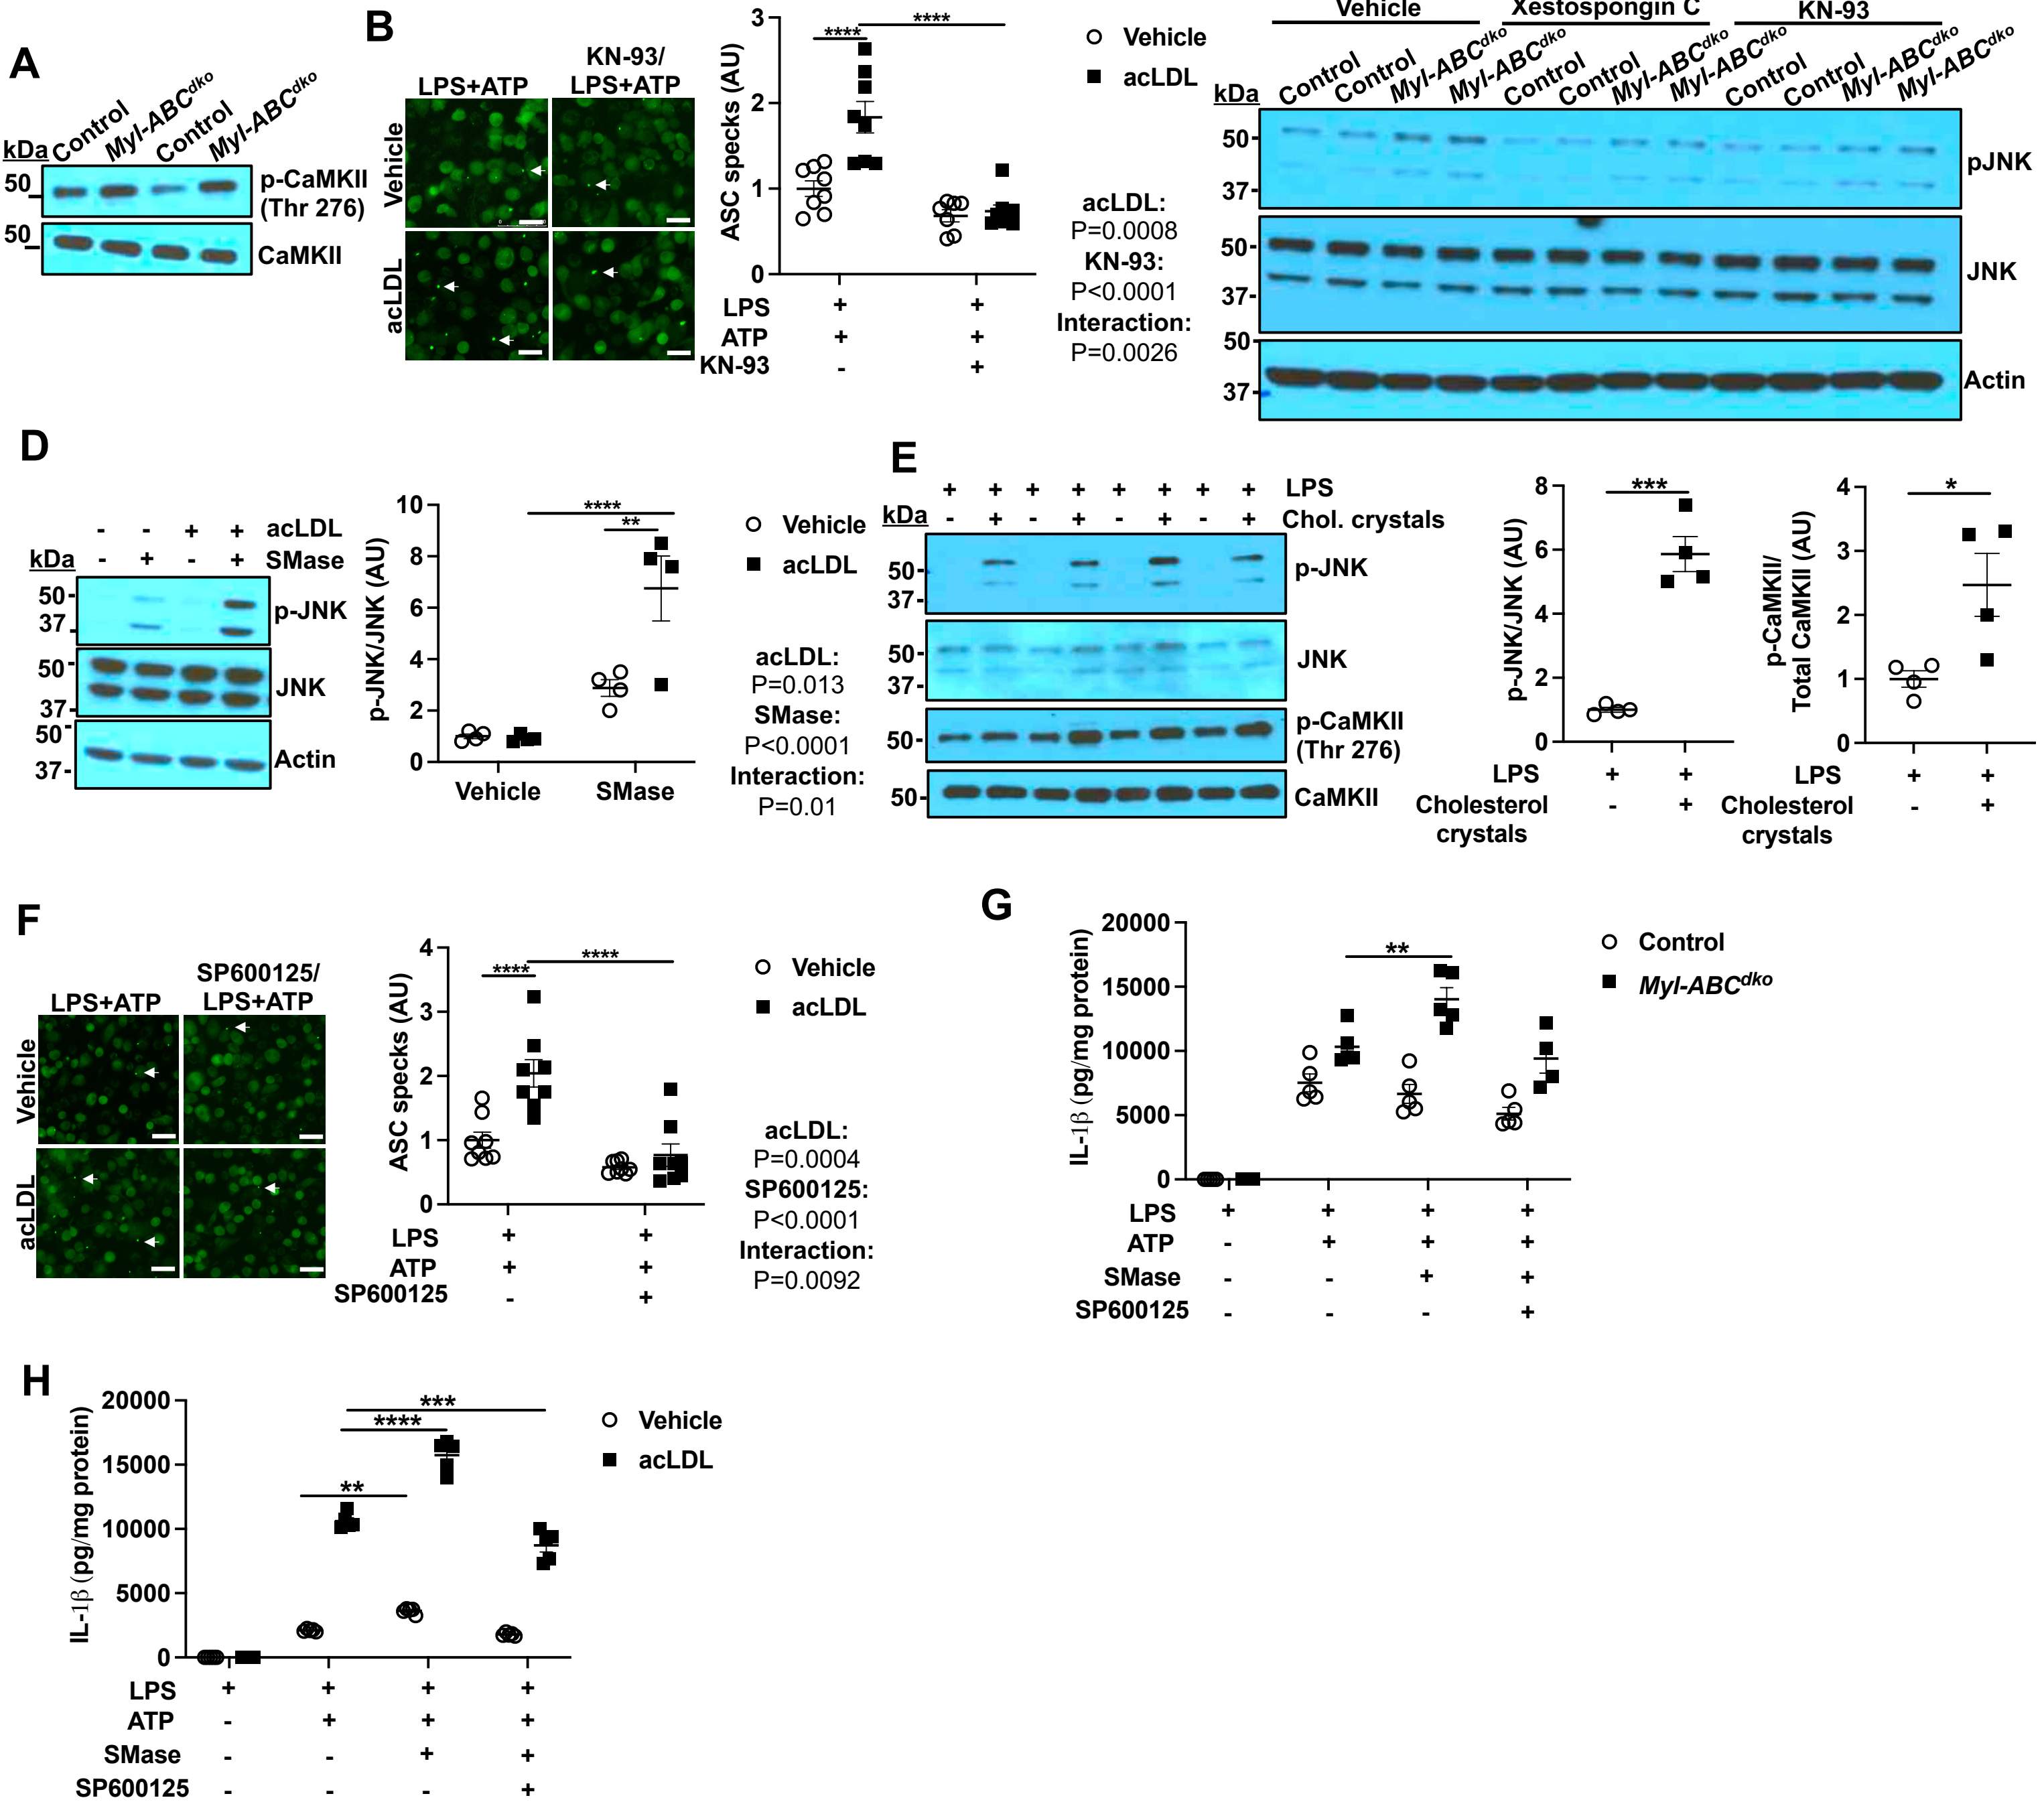 A
kDa
Control
Myl-ABCdko
Control
Myl-ABCdko
50
p-CaMKII
(Thr 276)
50
CaMKII
B
LPS+ATP
KN-93/
LPS+ATP
Vehicle
acLDL
ASC specks (AU)
3
2
1
0
****
****
LPS + +
ATP + +
KN-93 - +
Vehicle
acLDL
acLDL:
P=0.0008
KN-93:
P<0.0001
Interaction:
P=0.0026
Vehicle
Xestospongin C
KN-93
kDa
Control
Control
Myl-ABCdko
Myl-ABCdko
Control
Control
Myl-ABCdko
Myl-ABCdko
Control
Control
Myl-ABCdko
Myl-ABCdko
50
37
pJNK
50
37
JNK
50
37
Actin
D
- - + + acLDL
kDa - + - + SMase
50
37
p-JNK
50
37
JNK
50
37
Actin
p-JNK/JNK (AU)
10
8
6
4
2
0
****
**
Vehicle
SMase
Vehicle
acLDL
acLDL:
P=0.013
SMase:
P<0.0001
Interaction:
P=0.01
E
+ + + + + + + + LPS
kDa - + - + - + - + Chol. crystals
50
37
p-JNK
50
37
JNK
50
p-CaMKII
(Thr 276)
50
CaMKII
p-JNK/JNK (AU)
8
6
4
2
0
***
LPS + +
Cholesterol - +
crystals
p-CaMKII/
Total CaMKII (AU)
4
3
2
1
0
*
LPS + +
Cholesterol - +
crystals
F
LPS+ATP
SP600125/
LPS+ATP
Vehicle
acLDL
ASC specks (AU)
4
3
2
1
0
****
****
LPS + +
ATP + +
SP600125 - +
Vehicle
acLDL
acLDL:
P=0.0004
SP600125:
P<0.0001
Interaction:
P=0.0092
G
IL-1β (pg/mg protein)
20000
15000
10000
5000
0
**
Control
Myl-ABCdko
LPS + + + +
ATP - + + +
SMase - - + +
SP600125 - - - +
H
IL-1β (pg/mg protein)
20000
15000
10000
5000
0
***
****
**
Vehicle
acLDL
LPS + + + +
ATP - + + +
SMase - - + +
SP600125 - - - +